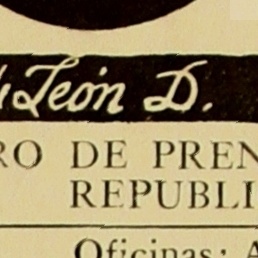 León D.
RO DE PREN
REPUBLI
Oficinas: A